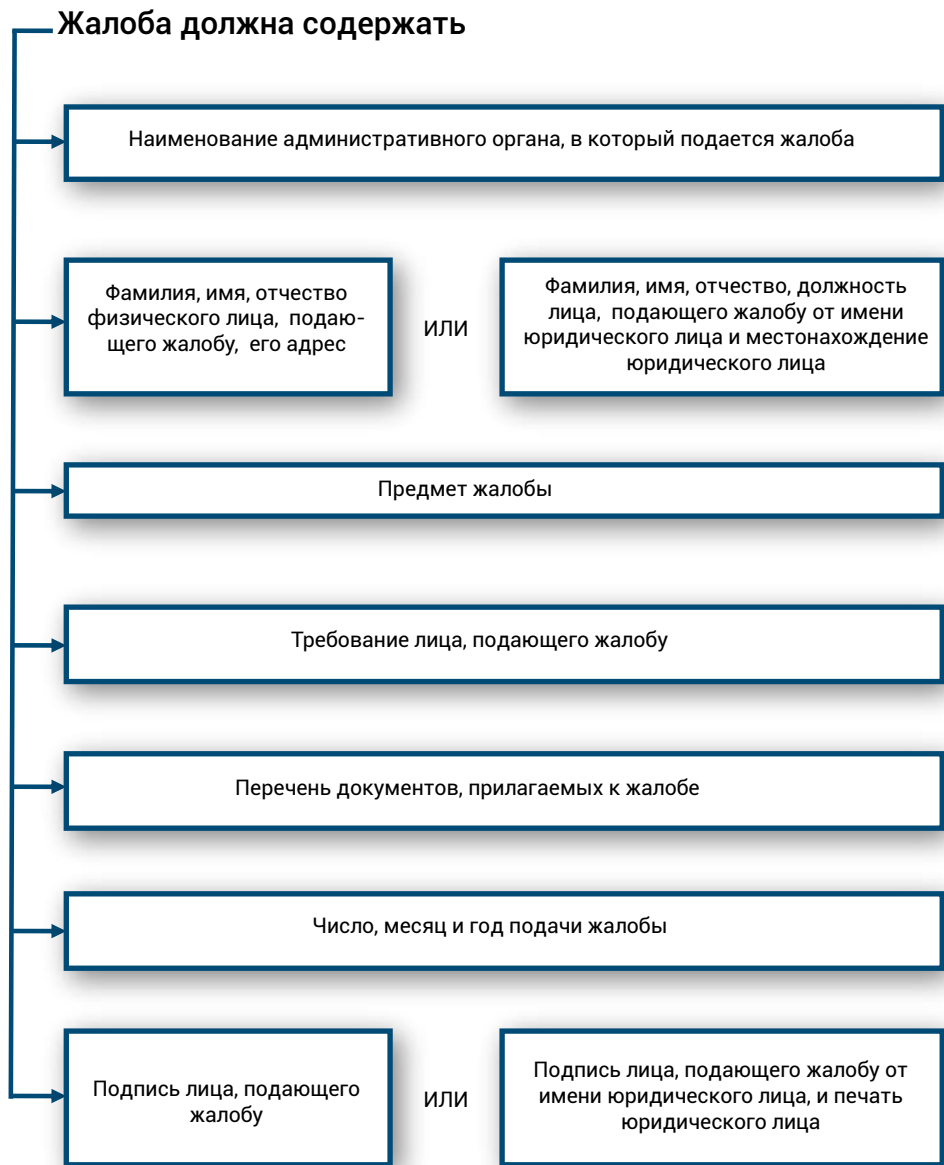 Жалоба должна содержать
Наименование административного органа, в который подается жалоба
Фамилия, имя, отчество
физического лица, подаю-
щего жалобу, его адрес
ИЛИ
Фамилия, имя, отчество, должность
лица, подающего жалобу от имени
юридического лица и местонахождение
юридического лица
Предмет жалобы
Требование лица, подающего жалобу
Перечень документов, прилагаемых к жалобе
Число, месяц и год подачи жалобы
Подпись лица, подающего
жалобу
ИЛИ
Подпись лица, подающего жалобу от
имени юридического лица, и печать
юридического лица